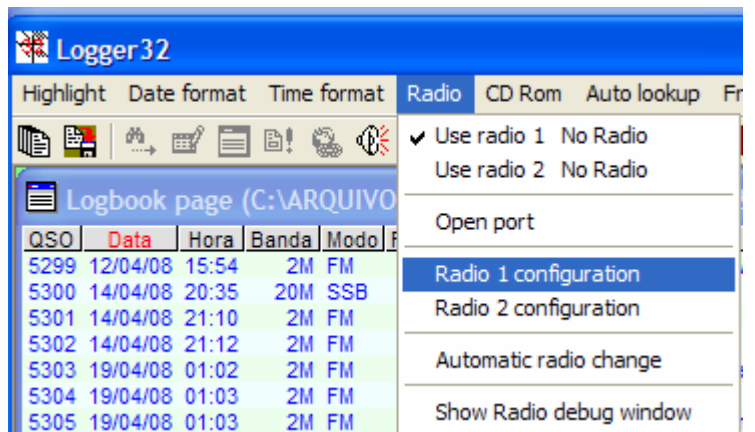 Logger32
Highlight Date format Time format Radio CD Rom Auto lookup
Use radio 1 No Radio
Use radio 2 No Radio
Open port
Radio 1 configuration
Radio 2 configuration
Automatic radio change
Show Radio debug window
Logbook page (C:\ARQUIVO
QSO Data Hora Banda Modo
5299 12/04/08 15:54 2M FM
5300 14/04/08 20:35 20M SSB
5301 14/04/08 21:10 2M FM
5302 14/04/08 21:12 2M FM
5303 19/04/08 01:02 2M FM
5304 19/04/08 01:03 2M FM
5305 19/04/08 01:03 2M FM